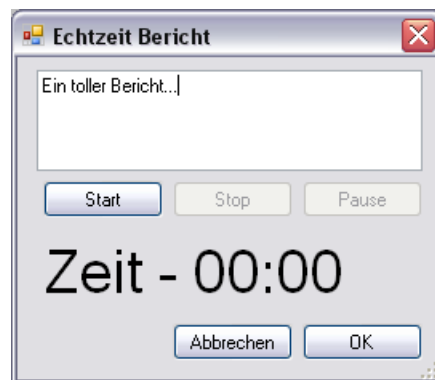 Echtzeit Bericht
Ein toller Bericht...
Start Stop Pause
Zeit - 00:00
Abbrechen OK